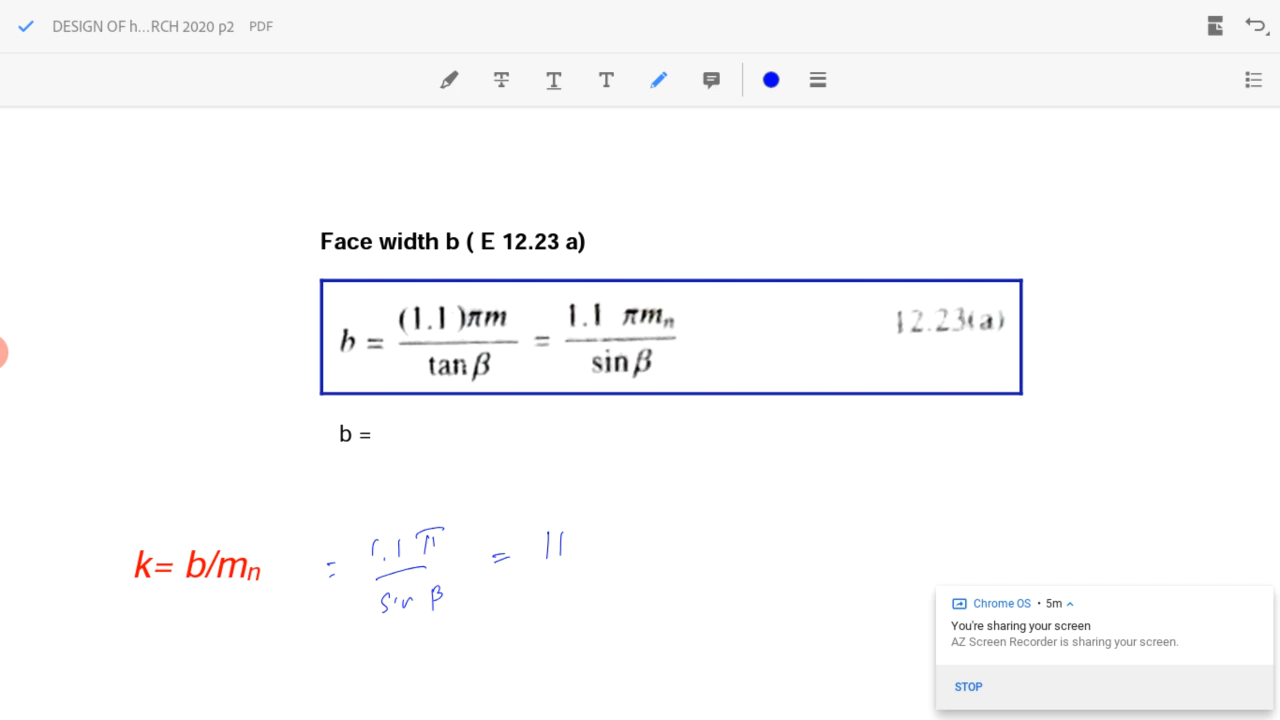 DESIGN OF h...RCH 2020 p2 PDF
Face width b ( E 12.23 a)
b = (1.1)πm / tan β = 1.1 πmₙ / sin β 12.23(a)
b =
k= b/mₙ = 1.1 π / sin β = 11
Chrome OS • 5m
You're sharing your screen
AZ Screen Recorder is sharing your screen.
STOP